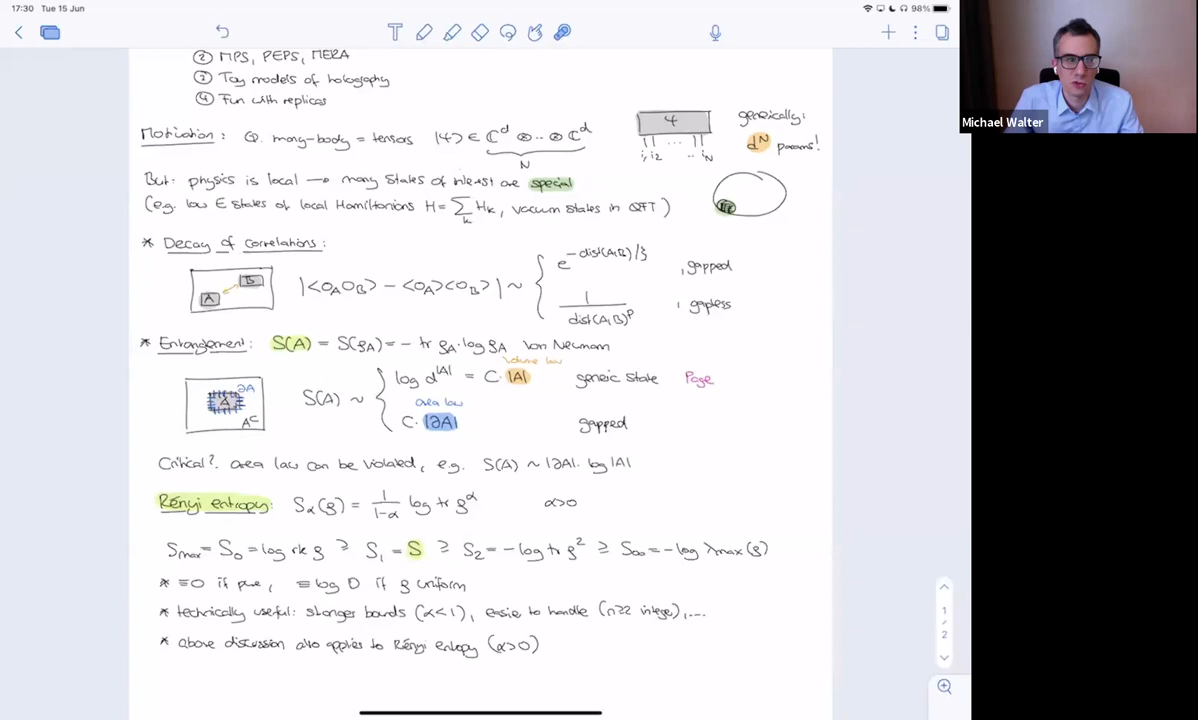 17:30 Tue 15 Jun
98%
② MPS, PEPS, MERA
③ Toy models of holography
④ Fun with replicas
Motivation: Q. many-body = tensors |Ψ> ∈ ℂ^d ⊗ ·· ⊗ ℂ^d
N
Ψ
i₁ i₂ ·· i_N
generically:
d^N params!
But: physics is local → many states of interest are special
(e.g. low E states of local Hamiltonians H = Σ_k H_k, vacuum states in QFT)
* Decay of correlations:
A B
|<O_A O_B> − <O_A><O_B>| ~ { e^{−dist(A,B)/ξ} , gapped
1 / dist(A,B)^p , gapless
* Entanglement: S(A) = S(ρ_A) = − tr ρ_A · log ρ_A Von Neumann
volume law
S(A) ~ { log d^{|A|} = C·|A| generic state Page
area law
C·|∂A| gapped
A ∂A A^c
Critical? area law can be violated, e.g. S(A) ~ |∂A| · log |A|
Rényi entropy: S_α(ρ) = 1/(1−α) log tr ρ^α α>0
S_max = S_0 = log rk ρ ≥ S_1 = S ≥ S_2 = −log tr ρ² ≥ S_∞ = −log λ_max(ρ)
* ≡0 if pure, ≡ log D if ρ uniform
* technically useful: stronger bounds (α<1), easier to handle (n≥2 integer),...
* above discussion also applies to Rényi entropy (α>0)
1
/
2
Michael Walter